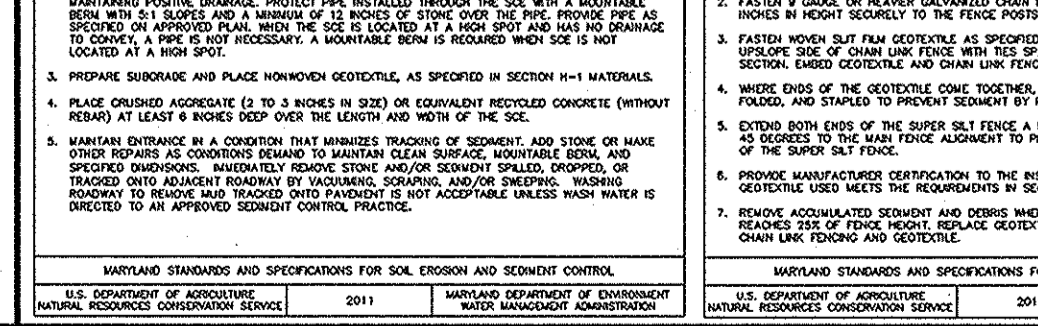 MAINTAINING POSITIVE DRAINAGE. PROTECT PIPE INSTALLED THROUGH THE SCE WITH A MOUNTABLE
BERM WITH 5:1 SLOPES AND A MINIMUM OF 12 INCHES OF STONE OVER THE PIPE. PROVIDE PIPE AS
SPECIFIED ON APPROVED PLAN. WHEN THE SCE IS LOCATED AT A HIGH SPOT AND HAS NO DRAINAGE
TO CONVEY, A PIPE IS NOT NECESSARY. A MOUNTABLE BERM IS REQUIRED WHEN SCE IS NOT
LOCATED AT A HIGH SPOT.
3. PREPARE SUBGRADE AND PLACE NONWOVEN GEOTEXTILE, AS SPECIFIED IN SECTION H-1 MATERIALS.
4. PLACE CRUSHED AGGREGATE (2 TO 3 INCHES IN SIZE) OR EQUIVALENT RECYCLED CONCRETE (WITHOUT
REBAR) AT LEAST 6 INCHES DEEP OVER THE LENGTH AND WIDTH OF THE SCE.
5. MAINTAIN ENTRANCE IN A CONDITION THAT MINIMIZES TRACKING OF SEDIMENT. ADD STONE OR MAKE
OTHER REPAIRS AS CONDITIONS DEMAND TO MAINTAIN CLEAN SURFACE, MOUNTABLE BERM, AND
SPECIFIED DIMENSIONS. IMMEDIATELY REMOVE STONE AND/OR SEDIMENT SPILLED, DROPPED, OR
TRACKED ONTO ADJACENT ROADWAY BY VACUUMING, SCRAPING, AND/OR SWEEPING. WASHING
ROADWAY TO REMOVE MUD TRACKED ONTO PAVEMENT IS NOT ACCEPTABLE UNLESS WASH WATER IS
DIRECTED TO AN APPROVED SEDIMENT CONTROL PRACTICE.
MARYLAND STANDARDS AND SPECIFICATIONS FOR SOIL EROSION AND SEDIMENT CONTROL
U.S. DEPARTMENT OF AGRICULTURE
NATURAL RESOURCES CONSERVATION SERVICE
2011
MARYLAND DEPARTMENT OF ENVIRONMENT
WATER MANAGEMENT ADMINISTRATION
2. FASTEN 9 GAUGE OR HEAVIER GALVANIZED CHAIN
INCHES IN HEIGHT SECURELY TO THE FENCE POSTS
3. FASTEN WOVEN SLIT FILM GEOTEXTILE AS SPECIFIED
UPSLOPE SIDE OF CHAIN LINK FENCE WITH TIES
SECTION. EMBED GEOTEXTILE AND CHAIN LINK
4. WHERE ENDS OF THE GEOTEXTILE COME TOGETHER,
FOLDED, AND STAPLED TO PREVENT SEDIMENT
5. EXTEND BOTH ENDS OF THE SUPER SILT FENCE A
45 DEGREES TO THE MAIN FENCE ALIGNMENT TO
OF THE SUPER SILT FENCE.
6. PROVIDE MANUFACTURER CERTIFICATION TO THE
GEOTEXTILE USED MEETS THE REQUIREMENTS IN
7. REMOVE ACCUMULATED SEDIMENT AND DEBRIS
REACHES 25% OF FENCE HEIGHT. REPLACE
CHAIN LINK FENCING AND GEOTEXTILE.
MARYLAND STANDARDS AND SPECIFICATIONS
U.S. DEPARTMENT OF AGRICULTURE
NATURAL RESOURCES CONSERVATION SERVICE
201